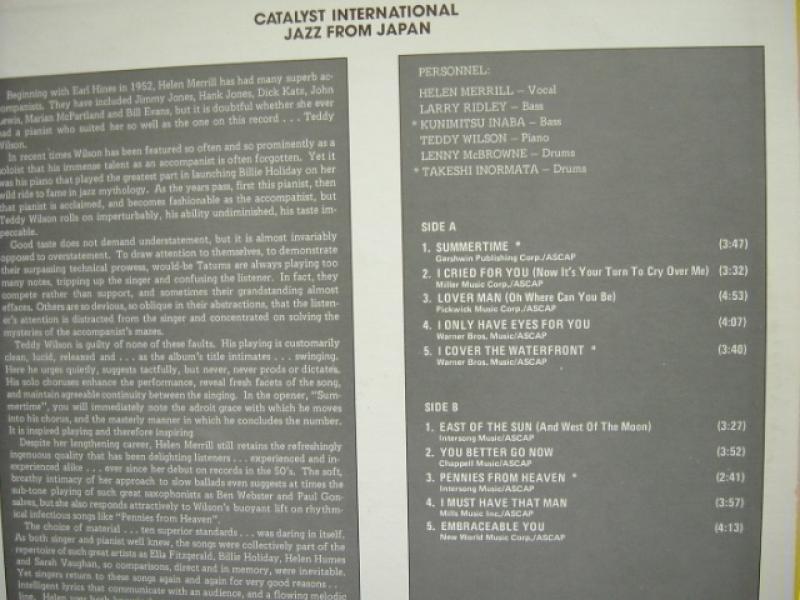 CATALYST INTERNATIONAL
JAZZ FROM JAPAN
Beginning with Earl Hines in 1952, Helen Merrill has had many superb ac-
companists. They have included Jimmy Jones, Hank Jones, Dick Katz, John
Lewis, Marian McPartland and Bill Evans, but it is doubtful whether she ever
had a pianist who suited her so well as the one on this record . . . Teddy
Wilson.
In recent times Wilson has been featured so often and so prominently as a
soloist that his immense talent as an accompanist is often forgotten. Yet it
was his piano that played the greatest part in launching Billie Holiday on her
wild ride to fame in jazz mythology. As the years pass, first this pianist, then
that pianist is acclaimed, and becomes fashionable as the accompanist, but
Teddy Wilson rolls on imperturbably, his ability undiminished, his taste im-
peccable.
Good taste does not demand understatement, but it is almost invariably
opposed to overstatement. To draw attention to themselves, to demonstrate
their surpassing technical prowess, would-be Tatums are always playing too
many notes, tripping up the singer and confusing the listener. In fact, they
compete rather than support, and sometimes their grandstanding almost
effaces. Others are so devious, so oblique in their abstractions, that the listen-
er's attention is distracted from the singer and concentrated on solving the
mysteries of the accompanist's mazes.
Teddy Wilson is guilty of none of these faults. His playing is customarily
clean, lucid, relaxed and . . . as the album's title intimates . . . swinging.
Here he urges quietly, suggests tactfully, but never, never prods or dictates.
His solo choruses enhance the performance, reveal fresh facets of the song,
and maintain agreeable continuity between the singing. In the opener, "Sum-
mertime", you will immediately note the adroit grace with which he moves
into his chorus, and the masterly manner in which he concludes the number.
It is inspired playing and therefore inspiring
Despite her lengthening career, Helen Merrill still retains the refreshingly
ingenuous quality that has been delighting listeners . . . experienced and in-
experienced alike . . . ever since her debut on records in the 50's. The soft,
breathy intimacy of her approach to slow ballads even suggests at times the
sub-tone playing of such great saxophonists as Ben Webster and Paul Gon-
salves, but she also responds attractively to Wilson's buoyant lift on rhythm-
ical infectious songs like "Pennies from Heaven".
The choice of material . . . ten superior standards . . . was daring in itself.
As both singer and pianist well knew, the songs were collectively part of the
repertoire of such great artists as Ella Fitzgerald, Billie Holiday, Helen Humes
and Sarah Vaughan, so comparisons, direct and in memory, were inevitable.
Yet singers return to these songs again and again for very good reasons . .
intelligent lyrics that communicate with an audience, and a flowing melodic
line. Helen
PERSONNEL:
HELEN MERRILL – Vocal
LARRY RIDLEY – Bass
* KUNIMITSU INABA – Bass
TEDDY WILSON – Piano
LENNY McBROWNE – Drums
* TAKESHI INORMATA – Drums
SIDE A
1. SUMMERTIME * (3:47)
Gershwin Publishing Corp./ASCAP
2. I CRIED FOR YOU (Now It's Your Turn To Cry Over Me) (3:32)
Miller Music Corp./ASCAP
3. LOVER MAN (Oh Where Can You Be) (4:53)
Pickwick Music Corp./ASCAP
4. I ONLY HAVE EYES FOR YOU (4:07)
Warner Bros. Music/ASCAP
5. I COVER THE WATERFRONT * (3:40)
Warner Bros. Music/ASCAP
SIDE B
1. EAST OF THE SUN (And West Of The Moon) (3:27)
Intersong Music/ASCAP
2. YOU BETTER GO NOW (3:52)
Chappell Music/ASCAP
3. PENNIES FROM HEAVEN * (2:41)
Intersong Music/ASCAP
4. I MUST HAVE THAT MAN (3:57)
Mills Music Inc./ASCAP
5. EMBRACEABLE YOU (4:13)
New World Music Corp./ASCAP